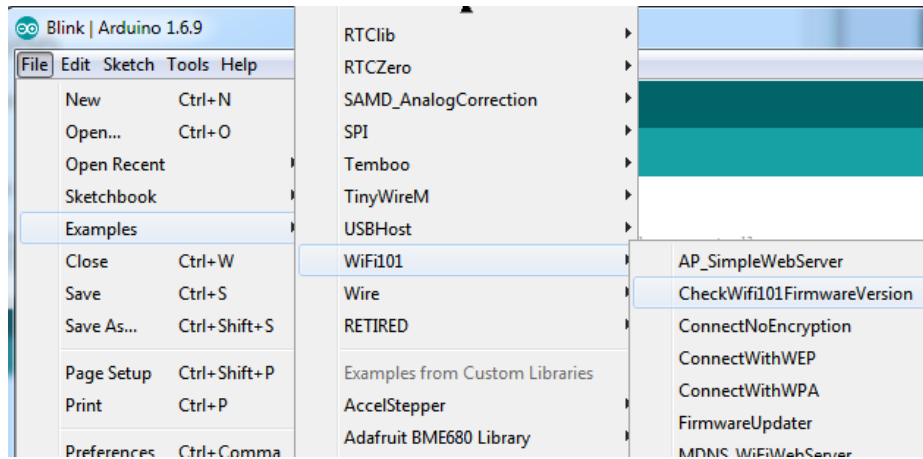 Blink | Arduino 1.6.9
File Edit Sketch Tools Help
New Ctrl+N
Open... Ctrl+O
Open Recent
Sketchbook
Examples
Close Ctrl+W
Save Ctrl+S
Save As... Ctrl+Shift+S
Page Setup Ctrl+Shift+P
Print Ctrl+P
Preferences Ctrl+Comma
RTClib
RTCZero
SAMD_AnalogCorrection
SPI
Temboo
TinyWireM
USBHost
WiFi101
Wire
RETIRED
Examples from Custom Libraries
AccelStepper
Adafruit BME680 Library
AP_SimpleWebServer
CheckWifi101FirmwareVersion
ConnectNoEncryption
ConnectWithWEP
ConnectWithWPA
FirmwareUpdater
MDNS_WiFiWebServer